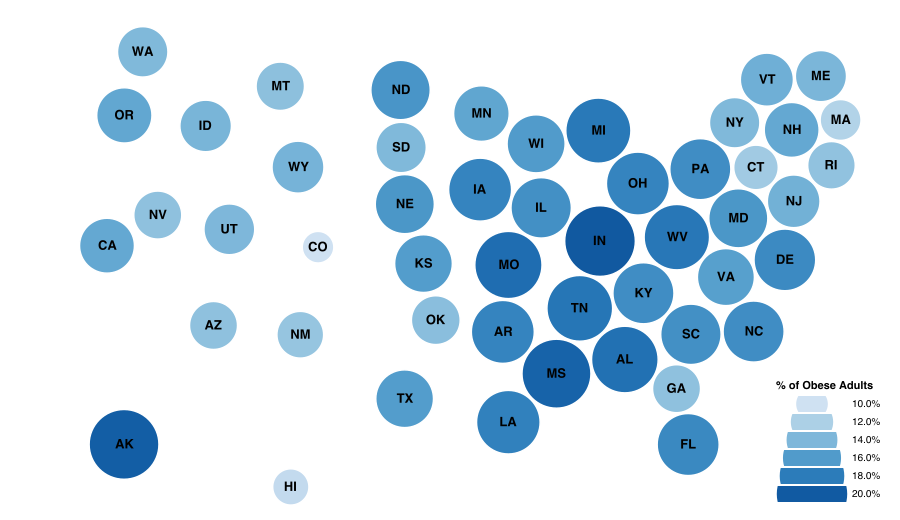 WA
MT
ND
VT
ME
OR
ID
MN
MI
NY
NH
MA
SD
WI
WY
IA
OH
PA
CT
RI
NV
NE
IL
NJ
UT
MD
CA
CO
KS
MO
IN
WV
DE
VA
KY
AZ
NM
OK
AR
TN
SC
NC
TX
MS
AL
GA
LA
FL
AK
HI
% of Obese Adults
10.0%
12.0%
14.0%
16.0%
18.0%
20.0%